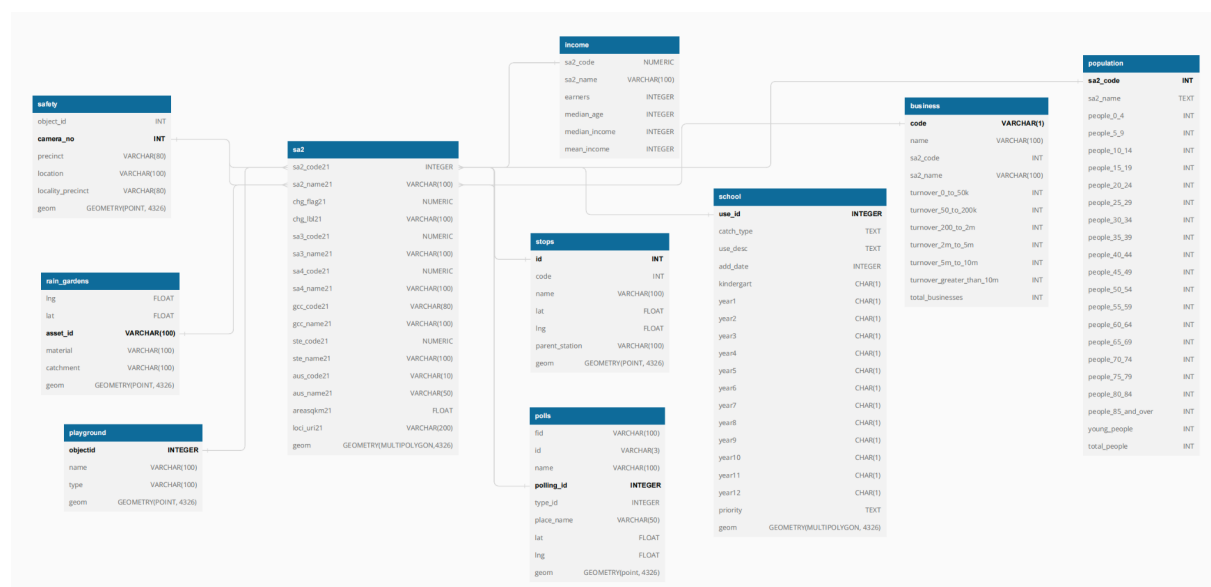 safety
object_id INT
camera_no INT
precinct VARCHAR(80)
location VARCHAR(100)
locality_precinct VARCHAR(80)
geom GEOMETRY(POINT, 4326)
rain_gardens
lng FLOAT
lat FLOAT
asset_id VARCHAR(100)
material VARCHAR(100)
catchment VARCHAR(100)
geom GEOMETRY(POINT, 4326)
playground
objectid INTEGER
name VARCHAR(100)
type VARCHAR(100)
geom GEOMETRY(POINT, 4326)
sa2
sa2_code21 INTEGER
sa2_name21 VARCHAR(100)
chg_flag21 NUMERIC
chg_lbl21 VARCHAR(100)
sa3_code21 NUMERIC
sa3_name21 VARCHAR(100)
sa4_code21 NUMERIC
sa4_name21 VARCHAR(100)
gcc_code21 VARCHAR(80)
gcc_name21 VARCHAR(100)
ste_code21 NUMERIC
ste_name21 VARCHAR(100)
aus_code21 VARCHAR(10)
aus_name21 VARCHAR(50)
areasqkm21 FLOAT
loci_uri21 VARCHAR(200)
geom GEOMETRY(MULTIPOLYGON,4326)
income
sa2_code NUMERIC
sa2_name VARCHAR(100)
earners INTEGER
median_age INTEGER
median_income INTEGER
mean_income INTEGER
stops
id INT
code INT
name VARCHAR(100)
lat FLOAT
lng FLOAT
parent_station VARCHAR(100)
geom GEOMETRY(POINT, 4326)
polls
fid VARCHAR(100)
id VARCHAR(3)
name VARCHAR(100)
polling_id INTEGER
type_id INTEGER
place_name VARCHAR(50)
lat FLOAT
lng FLOAT
geom GEOMETRY(point, 4326)
school
use_id INTEGER
catch_type TEXT
use_desc TEXT
add_date INTEGER
kindergart CHAR(1)
year1 CHAR(1)
year2 CHAR(1)
year3 CHAR(1)
year4 CHAR(1)
year5 CHAR(1)
year6 CHAR(1)
year7 CHAR(1)
year8 CHAR(1)
year9 CHAR(1)
year10 CHAR(1)
year11 CHAR(1)
year12 CHAR(1)
priority TEXT
geom GEOMETRY(MULTIPOLYGON, 4326)
business
code VARCHAR(1)
name VARCHAR(100)
sa2_code INT
sa2_name VARCHAR(100)
turnover_0_to_50k INT
turnover_50_to_200k INT
turnover_200_to_2m INT
turnover_2m_to_5m INT
turnover_5m_to_10m INT
turnover_greater_than_10m INT
total_businesses INT
population
sa2_code INT
sa2_name TEXT
people_0_4 INT
people_5_9 INT
people_10_14 INT
people_15_19 INT
people_20_24 INT
people_25_29 INT
people_30_34 INT
people_35_39 INT
people_40_44 INT
people_45_49 INT
people_50_54 INT
people_55_59 INT
people_60_64 INT
people_65_69 INT
people_70_74 INT
people_75_79 INT
people_80_84 INT
people_85_and_over INT
young_people INT
total_people INT